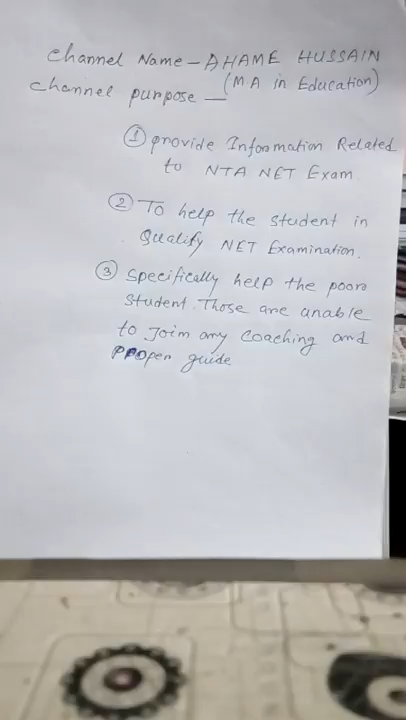 Channel Name - AHAME HUSSAIN
(M.A in Education)
Channel purpose —
① provide Information Related
to NTA NET Exam.
② To help the student in
Qualify NET Examination.
③ Specifically help the poor
student. Those are unable
to Join any Coaching and
PROper guide